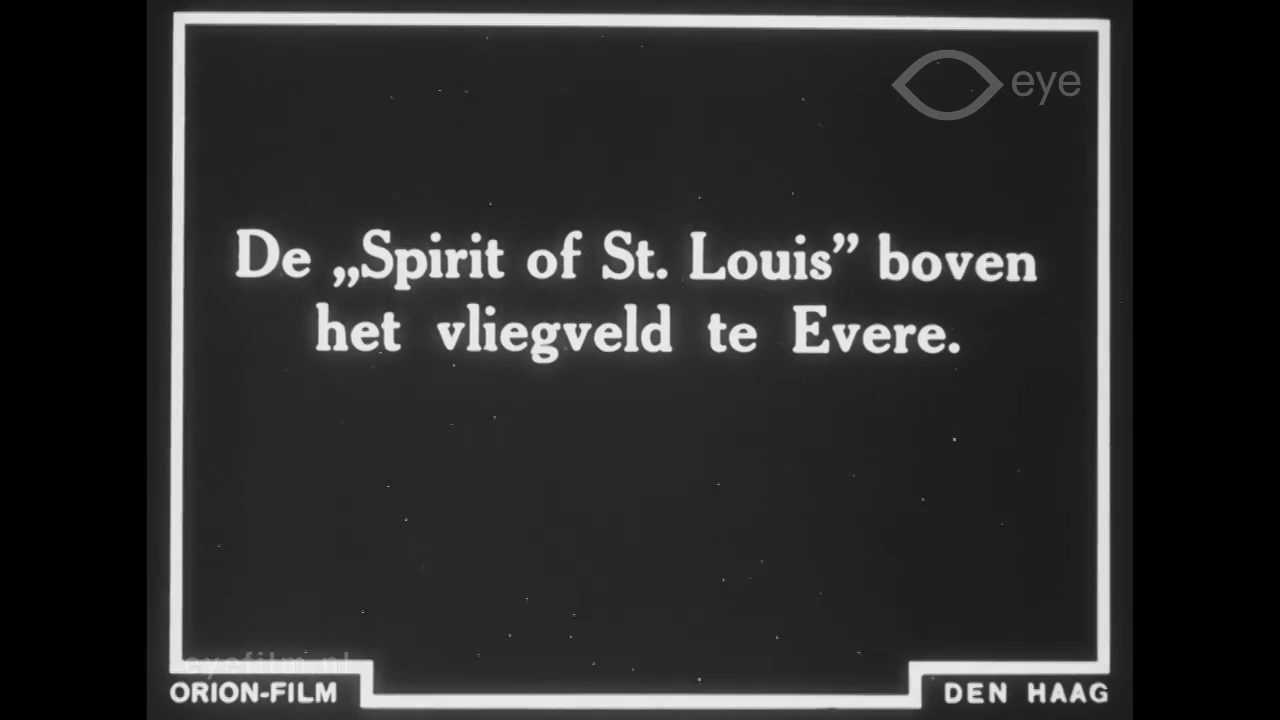 eye
De „Spirit of St. Louis” boven
het vliegveld te Evere.
eyefilm.nl
ORION-FILM
DEN HAAG